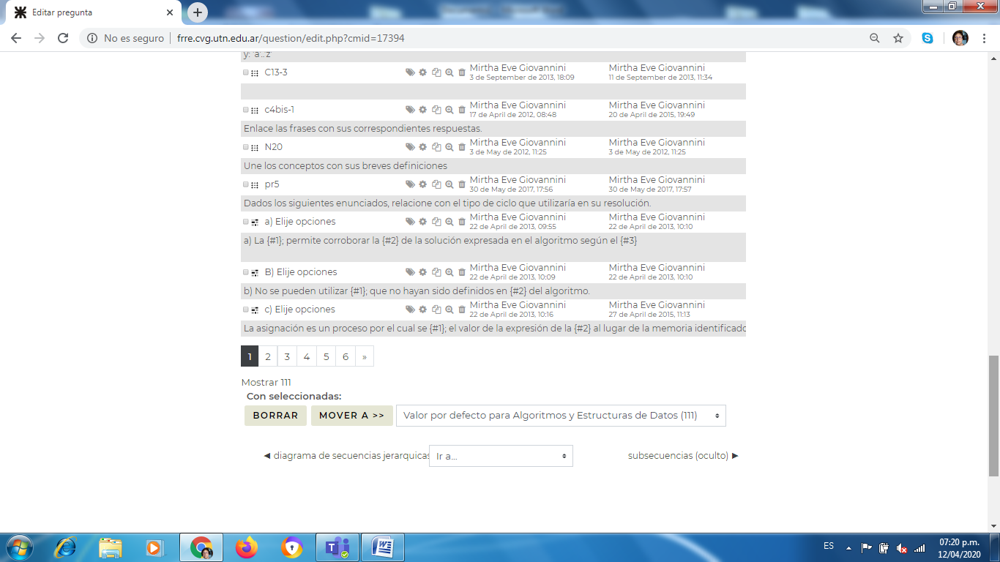 Editar pregunta
No es seguro frre.cvg.utn.edu.ar/question/edit.php?cmid=17394
y: 'a'..'z'
C13-3 Mirtha Eve Giovannini Mirtha Eve Giovannini
3 de September de 2013, 18:09 11 de September de 2013, 11:34
c4bis-1 Mirtha Eve Giovannini Mirtha Eve Giovannini
17 de April de 2012, 08:48 20 de April de 2015, 19:49
Enlace las frases con sus correspondientes respuestas.
N20 Mirtha Eve Giovannini Mirtha Eve Giovannini
3 de May de 2012, 11:25 3 de May de 2012, 11:25
Une los conceptos con sus breves definiciones
pr5 Mirtha Eve Giovannini Mirtha Eve Giovannini
30 de May de 2017, 17:56 30 de May de 2017, 17:57
Dados los siguientes enunciados, relacione con el tipo de ciclo que utilizaría en su resolución.
a) Elije opciones Mirtha Eve Giovannini Mirtha Eve Giovannini
22 de April de 2013, 09:55 22 de April de 2013, 10:10
a) La {#1}; permite corroborar la {#2} de la solución expresada en el algoritmo según el {#3}
B) Elije opciones Mirtha Eve Giovannini Mirtha Eve Giovannini
22 de April de 2013, 10:09 22 de April de 2013, 10:10
b) No se pueden utilizar {#1}; que no hayan sido definidos en {#2} del algoritmo.
c) Elije opciones Mirtha Eve Giovannini Mirtha Eve Giovannini
22 de April de 2013, 10:16 27 de April de 2015, 11:13
La asignación es un proceso por el cual se {#1}; el valor de la expresión de la {#2} al lugar de la memoria identificado
1 2 3 4 5 6 »
Mostrar 111
Con seleccionadas:
BORRAR MOVER A >> Valor por defecto para Algoritmos y Estructuras de Datos (111)
◄ diagrama de secuencias jerarquicas Ir a... subsecuencias (oculto) ►
ES 07:20 p.m.
12/04/2020